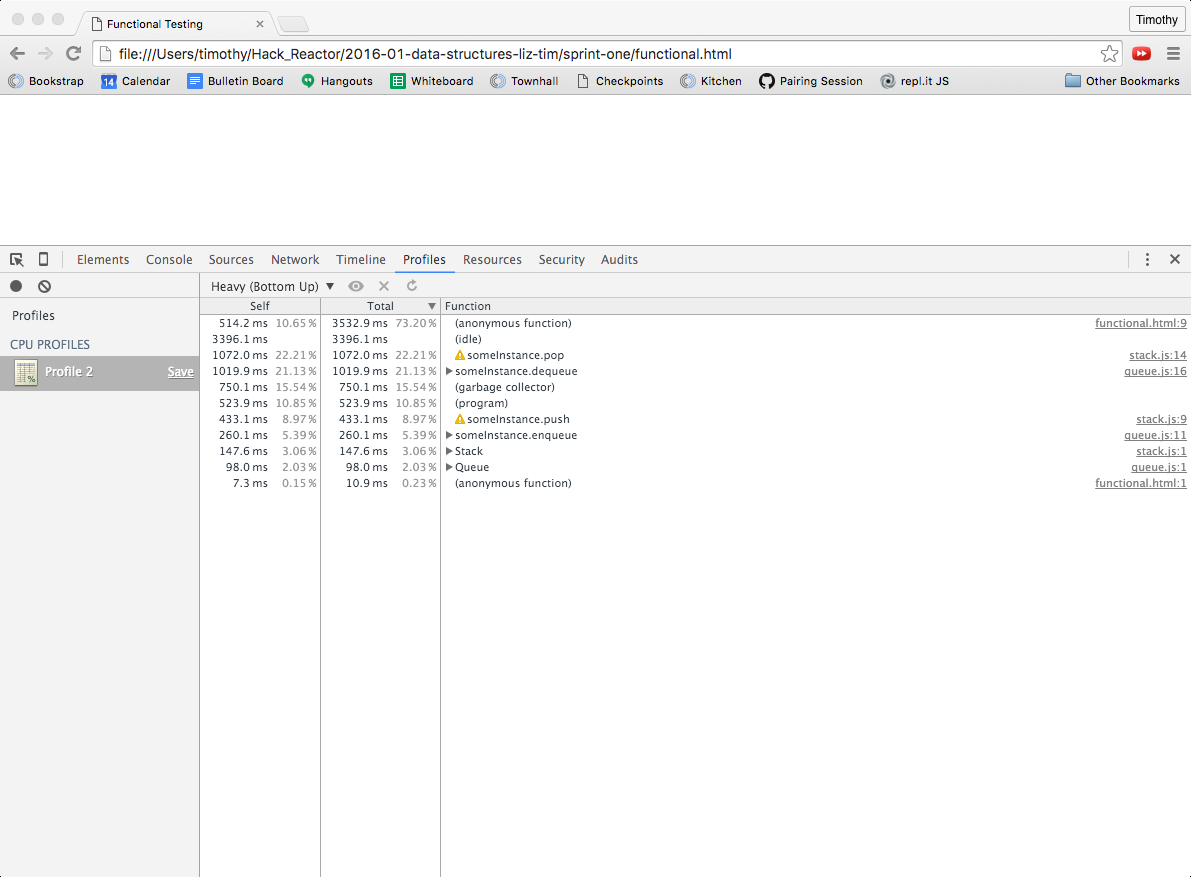 Functional Testing
Timothy
file:///Users/timothy/Hack_Reactor/2016-01-data-structures-liz-tim/sprint-one/functional.html
Bookstrap 14 Calendar Bulletin Board Hangouts Whiteboard Townhall Checkpoints Kitchen Pairing Session repl.it JS Other Bookmarks
Elements Console Sources Network Timeline Profiles Resources Security Audits
Heavy (Bottom Up)
Profiles
CPU PROFILES
% Profile 2 Save
Self Total Function
514.2 ms 10.65 % 3532.9 ms 73.20 % (anonymous function) functional.html:9
3396.1 ms 3396.1 ms (idle)
1072.0 ms 22.21 % 1072.0 ms 22.21 % someInstance.pop stack.js:14
1019.9 ms 21.13 % 1019.9 ms 21.13 % someInstance.dequeue queue.js:16
750.1 ms 15.54 % 750.1 ms 15.54 % (garbage collector)
523.9 ms 10.85 % 523.9 ms 10.85 % (program)
433.1 ms 8.97 % 433.1 ms 8.97 % someInstance.push stack.js:9
260.1 ms 5.39 % 260.1 ms 5.39 % someInstance.enqueue queue.js:11
147.6 ms 3.06 % 147.6 ms 3.06 % Stack stack.js:1
98.0 ms 2.03 % 98.0 ms 2.03 % Queue queue.js:1
7.3 ms 0.15 % 10.9 ms 0.23 % (anonymous function) functional.html:1